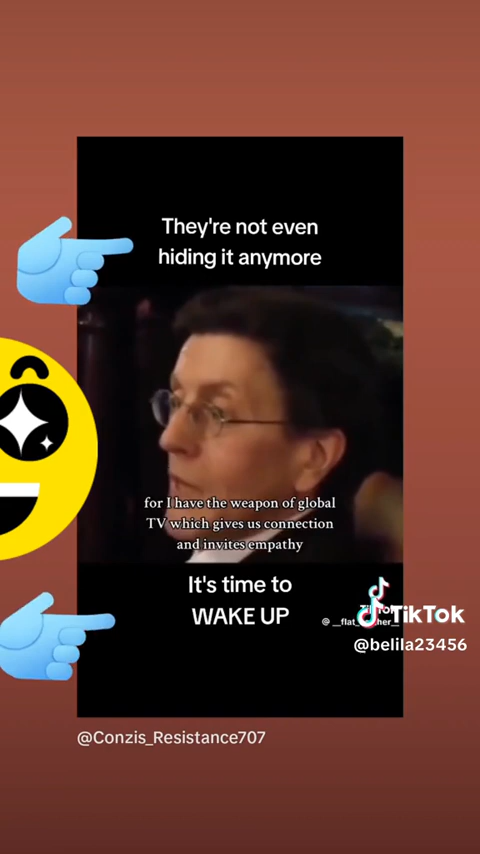 They're not even
hiding it anymore
for I have the weapon of global
TV which gives us connection
and invites empathy
It's time to
WAKE UP
TikTok
@belila23456
@Conzis_Resistance707